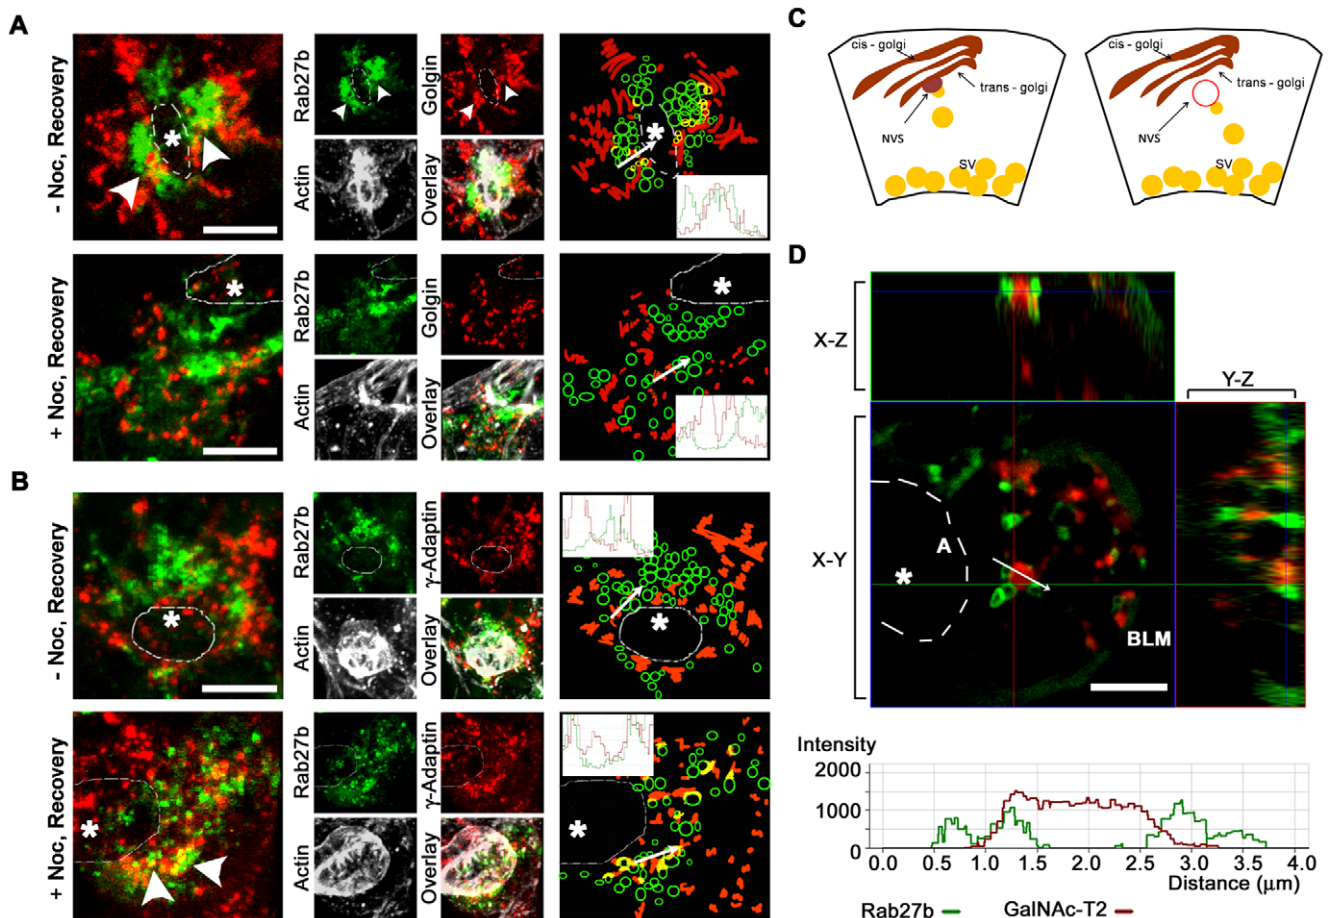 A
- Noc, Recovery
*
Rab27b
Golgin
Actin
Overlay
*
+ Noc, Recovery
*
Rab27b
Golgin
Actin
Overlay
*
B
- Noc, Recovery
*
Rab27b
γ-Adaptin
Actin
Overlay
*
+ Noc, Recovery
*
Rab27b
γ-Adaptin
Actin
Overlay
*
C
cis - golgi
trans - golgi
NVS
SV
cis - golgi
trans - golgi
NVS
SV
D
X-Z
Y-Z
X-Y
A
*
BLM
Intensity
2000
1000
0
0.0 0.5 1.0 1.5 2.0 2.5 3.0 3.5 4.0
Distance (μm)
Rab27b
GalNAc-T2